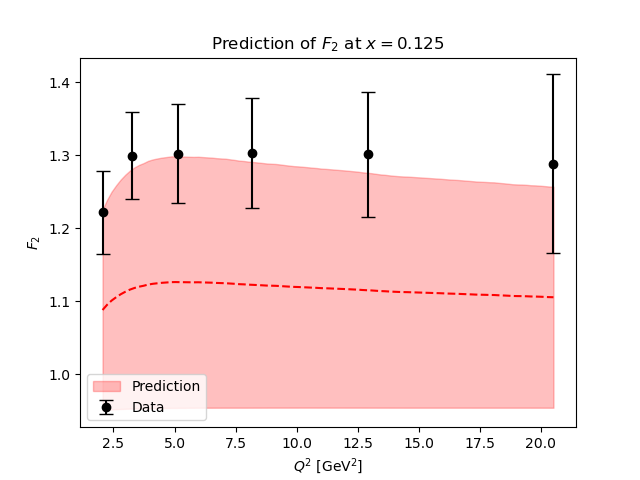 Prediction of F₂ at x = 0.125
F₂
1.4
1.3
1.2
1.1
1.0
Prediction
Data
2.5 5.0 7.5 10.0 12.5 15.0 17.5 20.0
Q² [GeV²]